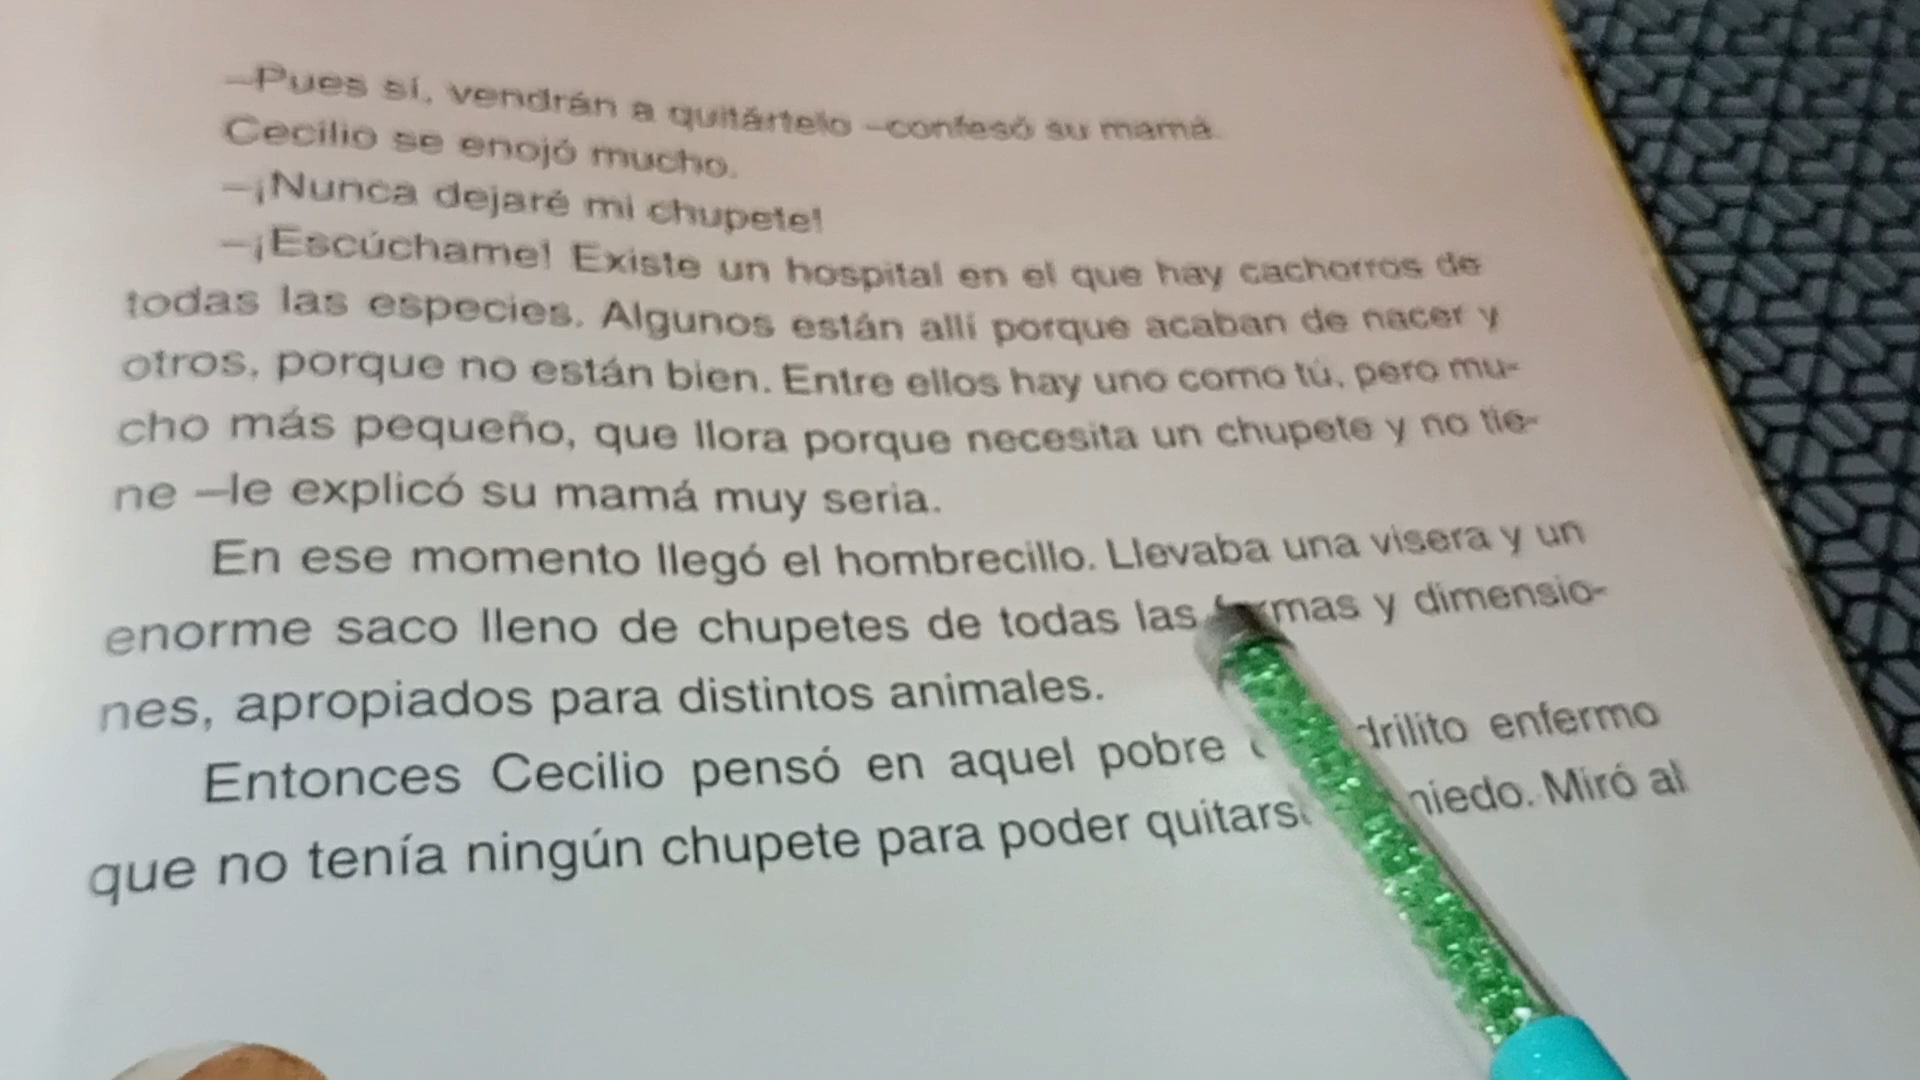 –Pues sí, vendrán a quitártelo –confesó su mamá.
Cecilio se enojó mucho.
–¡Nunca dejaré mi chupete!
–¡Escúchame! Existe un hospital en el que hay cachorros de
todas las especies. Algunos están allí porque acaban de nacer y
otros, porque no están bien. Entre ellos hay uno como tú, pero mu-
cho más pequeño, que llora porque necesita un chupete y no tie-
ne –le explicó su mamá muy seria.
En ese momento llegó el hombrecillo. Llevaba una visera y un
enorme saco lleno de chupetes de todas las y dimensio-
nes, apropiados para distintos animales.
Entonces Cecilio pensó en aquel pobre enfermo
que no tenía ningún chupete para poder Miró al